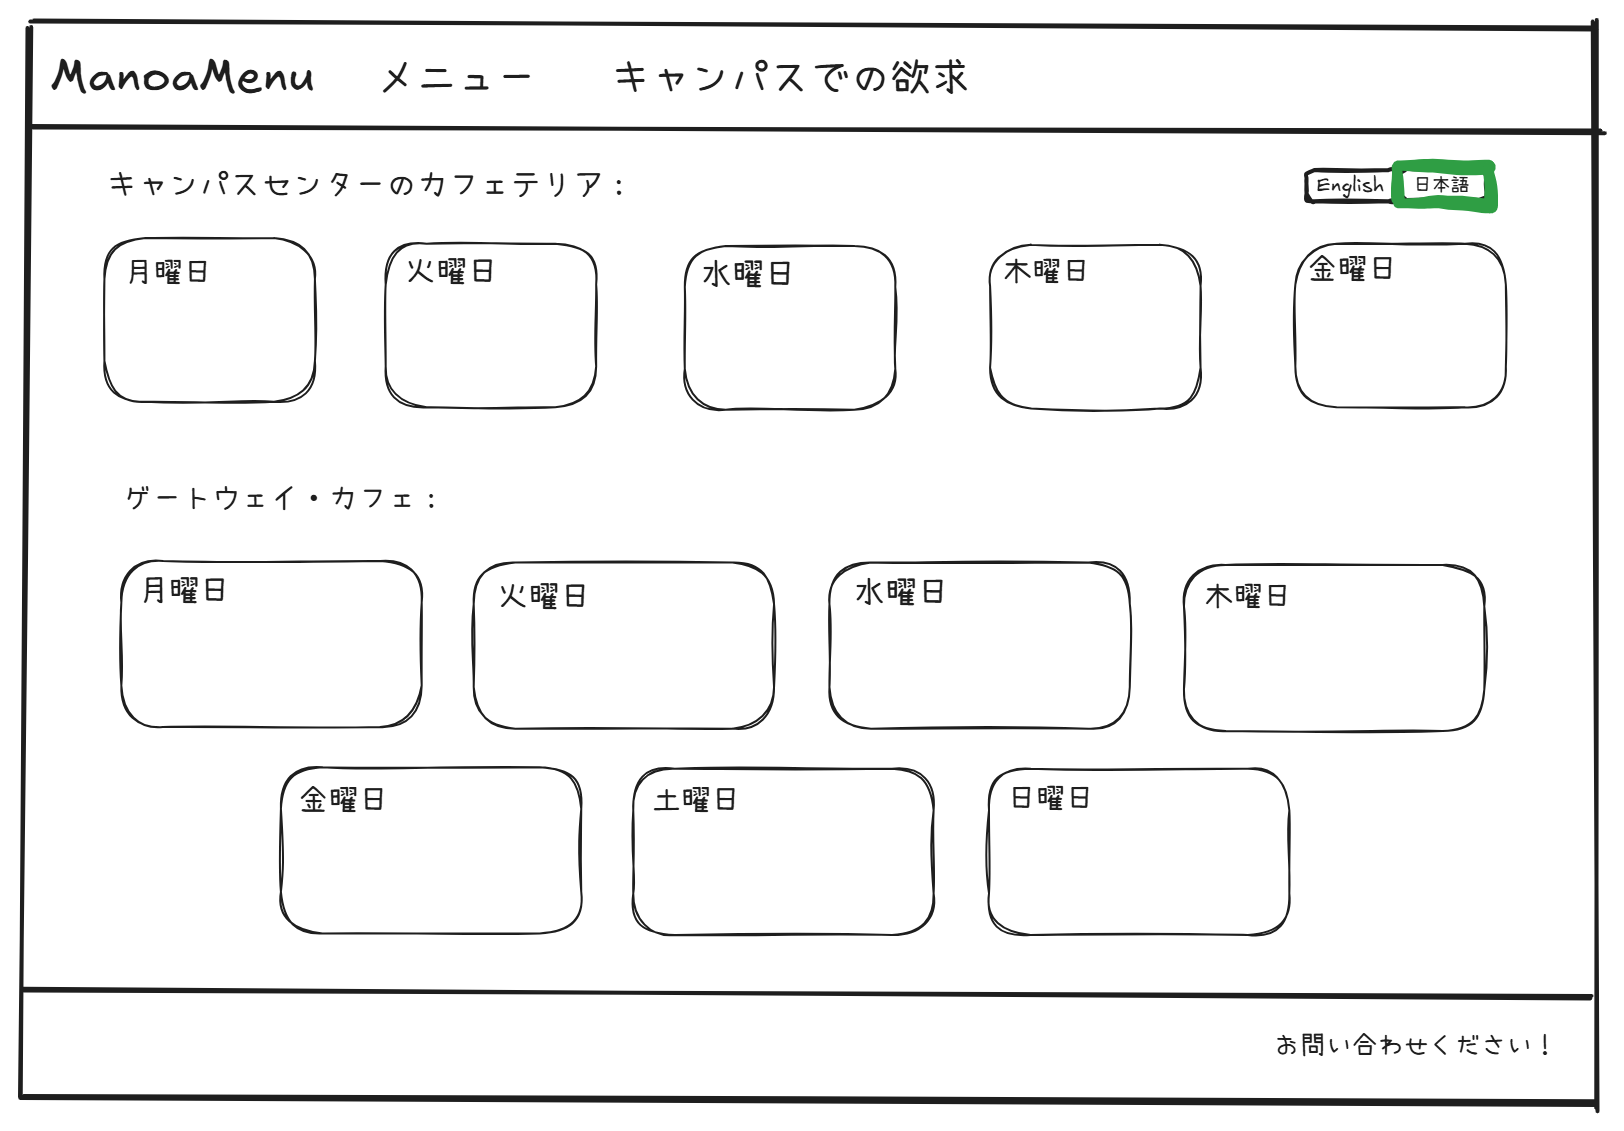 ManoaMenu メニュー キャンパスでの欲求
キャンパスセンターのカフェテリア：
English 日本語
月曜日 火曜日 水曜日 木曜日 金曜日
ゲートウェイ・カフェ：
月曜日 火曜日 水曜日 木曜日
金曜日 土曜日 日曜日
お問い合わせください！